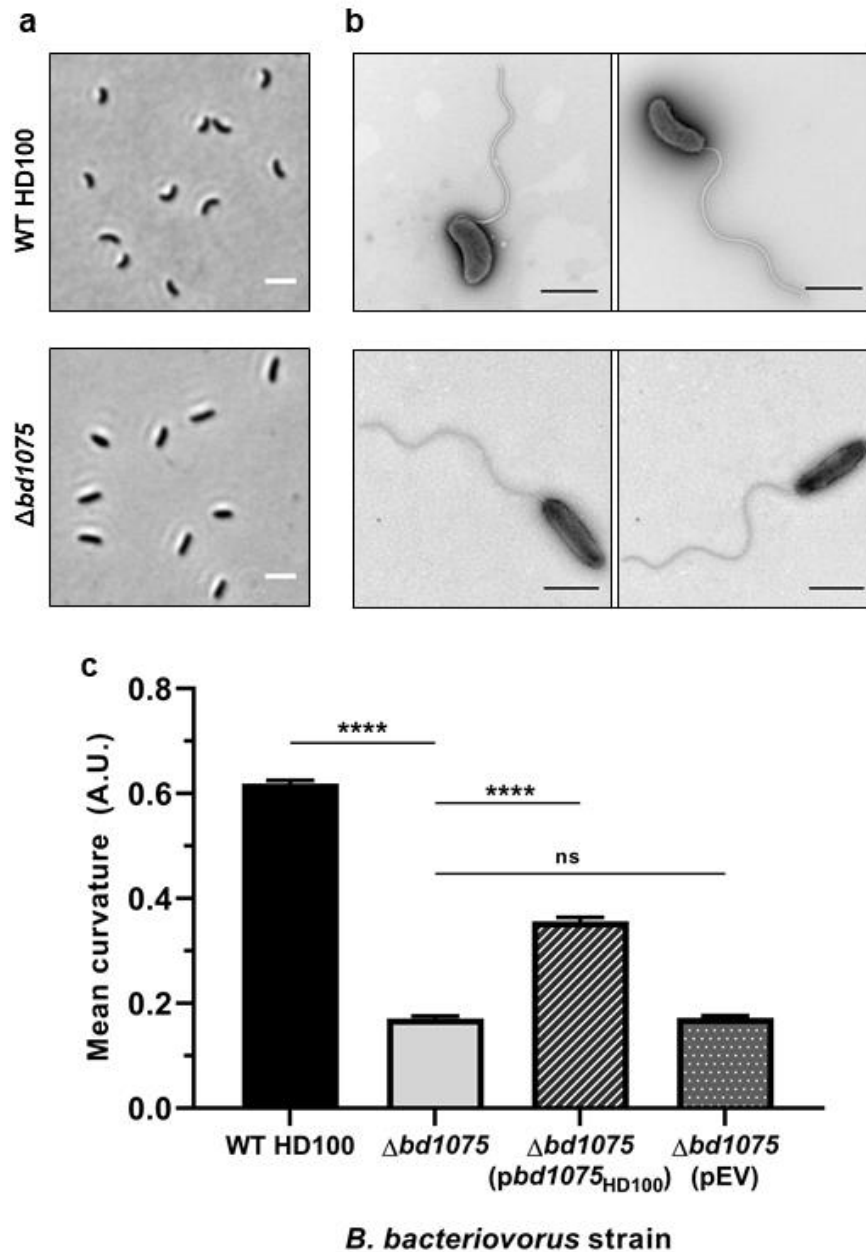 a
b
WT HD100
Δbd1075
c
Mean curvature (A.U.)
0.8
0.6
0.4
0.2
0.0
****
****
ns
WT HD100
Δbd1075
Δbd1075
(pbd1075HD100)
Δbd1075
(pEV)
B. bacteriovorus strain